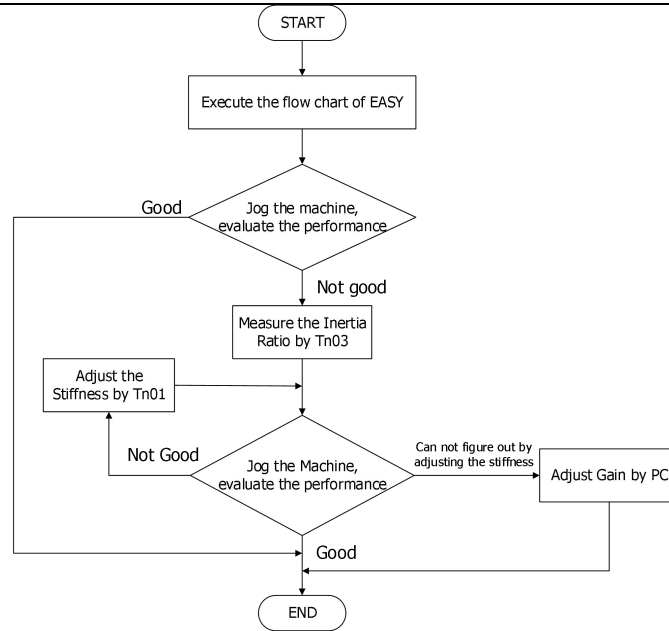 START
Execute the flow chart of EASY
Good
Jog the machine,
evaluate the performance
Not good
Measure the Inertia
Ratio by Tn03
Adjust the
Stiffness by Tn01
Not Good
Jog the Machine,
evaluate the performance
Can not figure out by
adjusting the stiffness
Adjust Gain by PC
Good
END